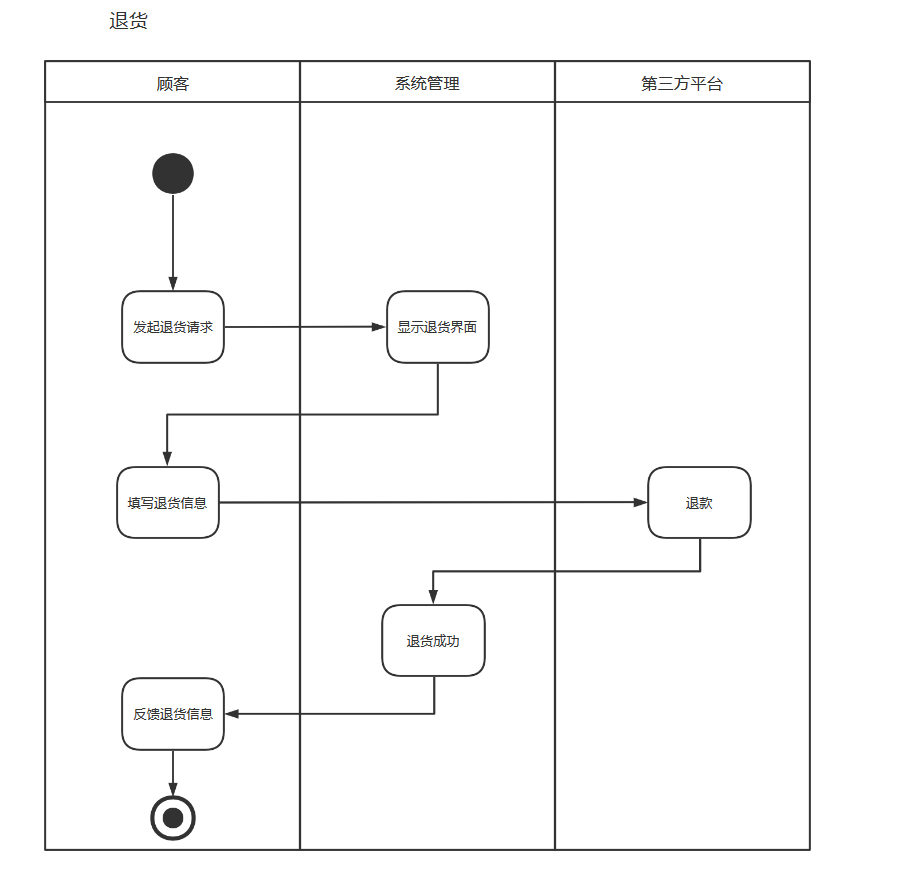 退货
顾客
系统管理
第三方平台
发起退货请求
显示退货界面
填写退货信息
退款
退货成功
反馈退货信息